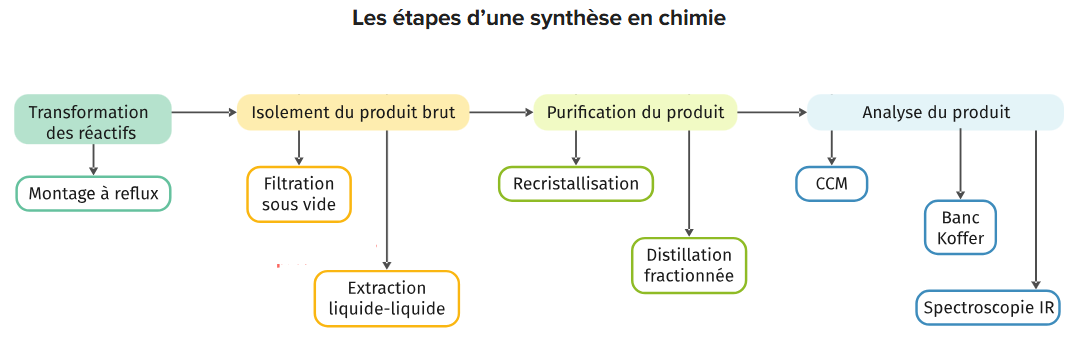 Les étapes d’une synthèse en chimie
Transformation
des réactifs
Isolement du produit brut
Purification du produit
Analyse du produit
Montage à reflux
Filtration
sous vide
Recristallisation
CCM
Banc
Koffer
Distillation
fractionnée
Extraction
liquide-liquide
Spectroscopie IR